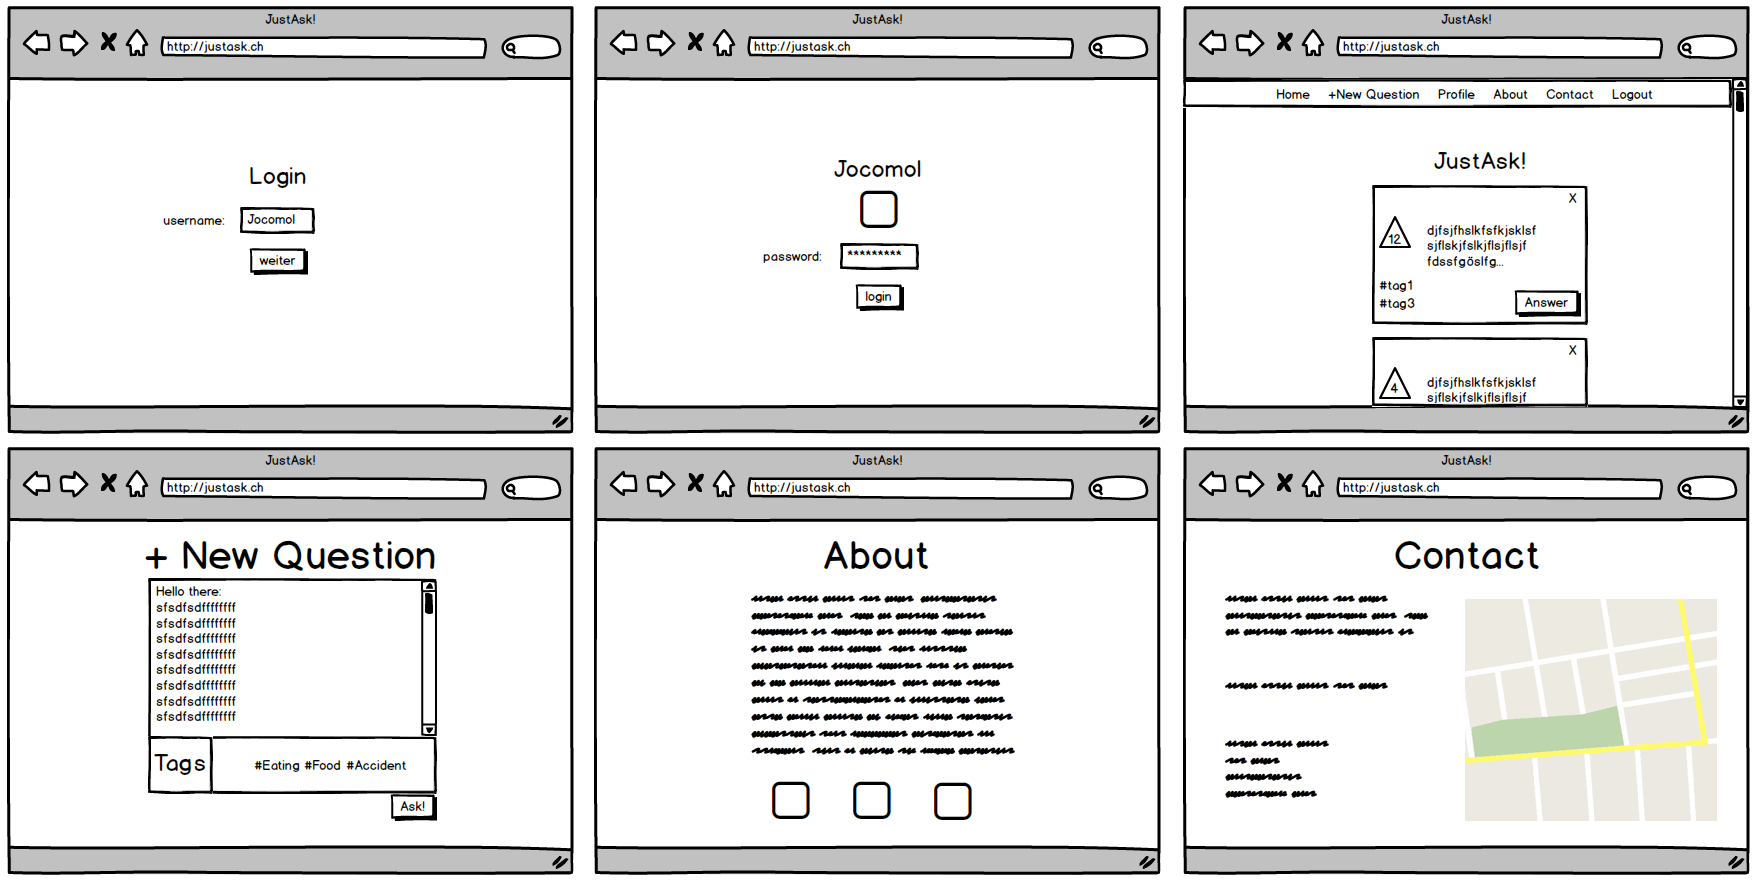 JustAsk!
http://justask.ch
Login
username: Jocomol
weiter
JustAsk!
http://justask.ch
Jocomol
password: *********
login
JustAsk!
http://justask.ch
Home +New Question Profile About Contact Logout
JustAsk!
X
12
djfsjfhslkfsfkjsklsf
sjflskjfslkjflsjflsjf
fdssfgöslfg...
#tag1
#tag3
Answer
X
4
djfsjfhslkfsfkjsklsf
sjflskjfslkjflsjflsjf
JustAsk!
http://justask.ch
+ New Question
Hello there:
sfsdfsdffffffff
sfsdfsdffffffff
sfsdfsdffffffff
sfsdfsdffffffff
sfsdfsdffffffff
sfsdfsdffffffff
sfsdfsdffffffff
sfsdfsdffffffff
Tags #Eating #Food #Accident
Ask!
JustAsk!
http://justask.ch
About
JustAsk!
http://justask.ch
Contact